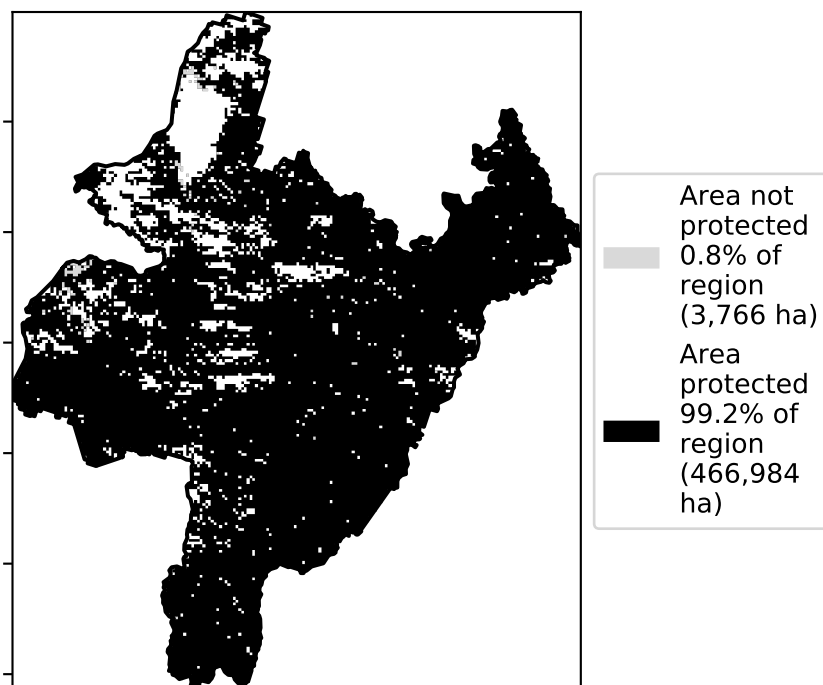 Area not
protected
0.8% of
region
(3,766 ha)
Area
protected
99.2% of
region
(466,984
ha)